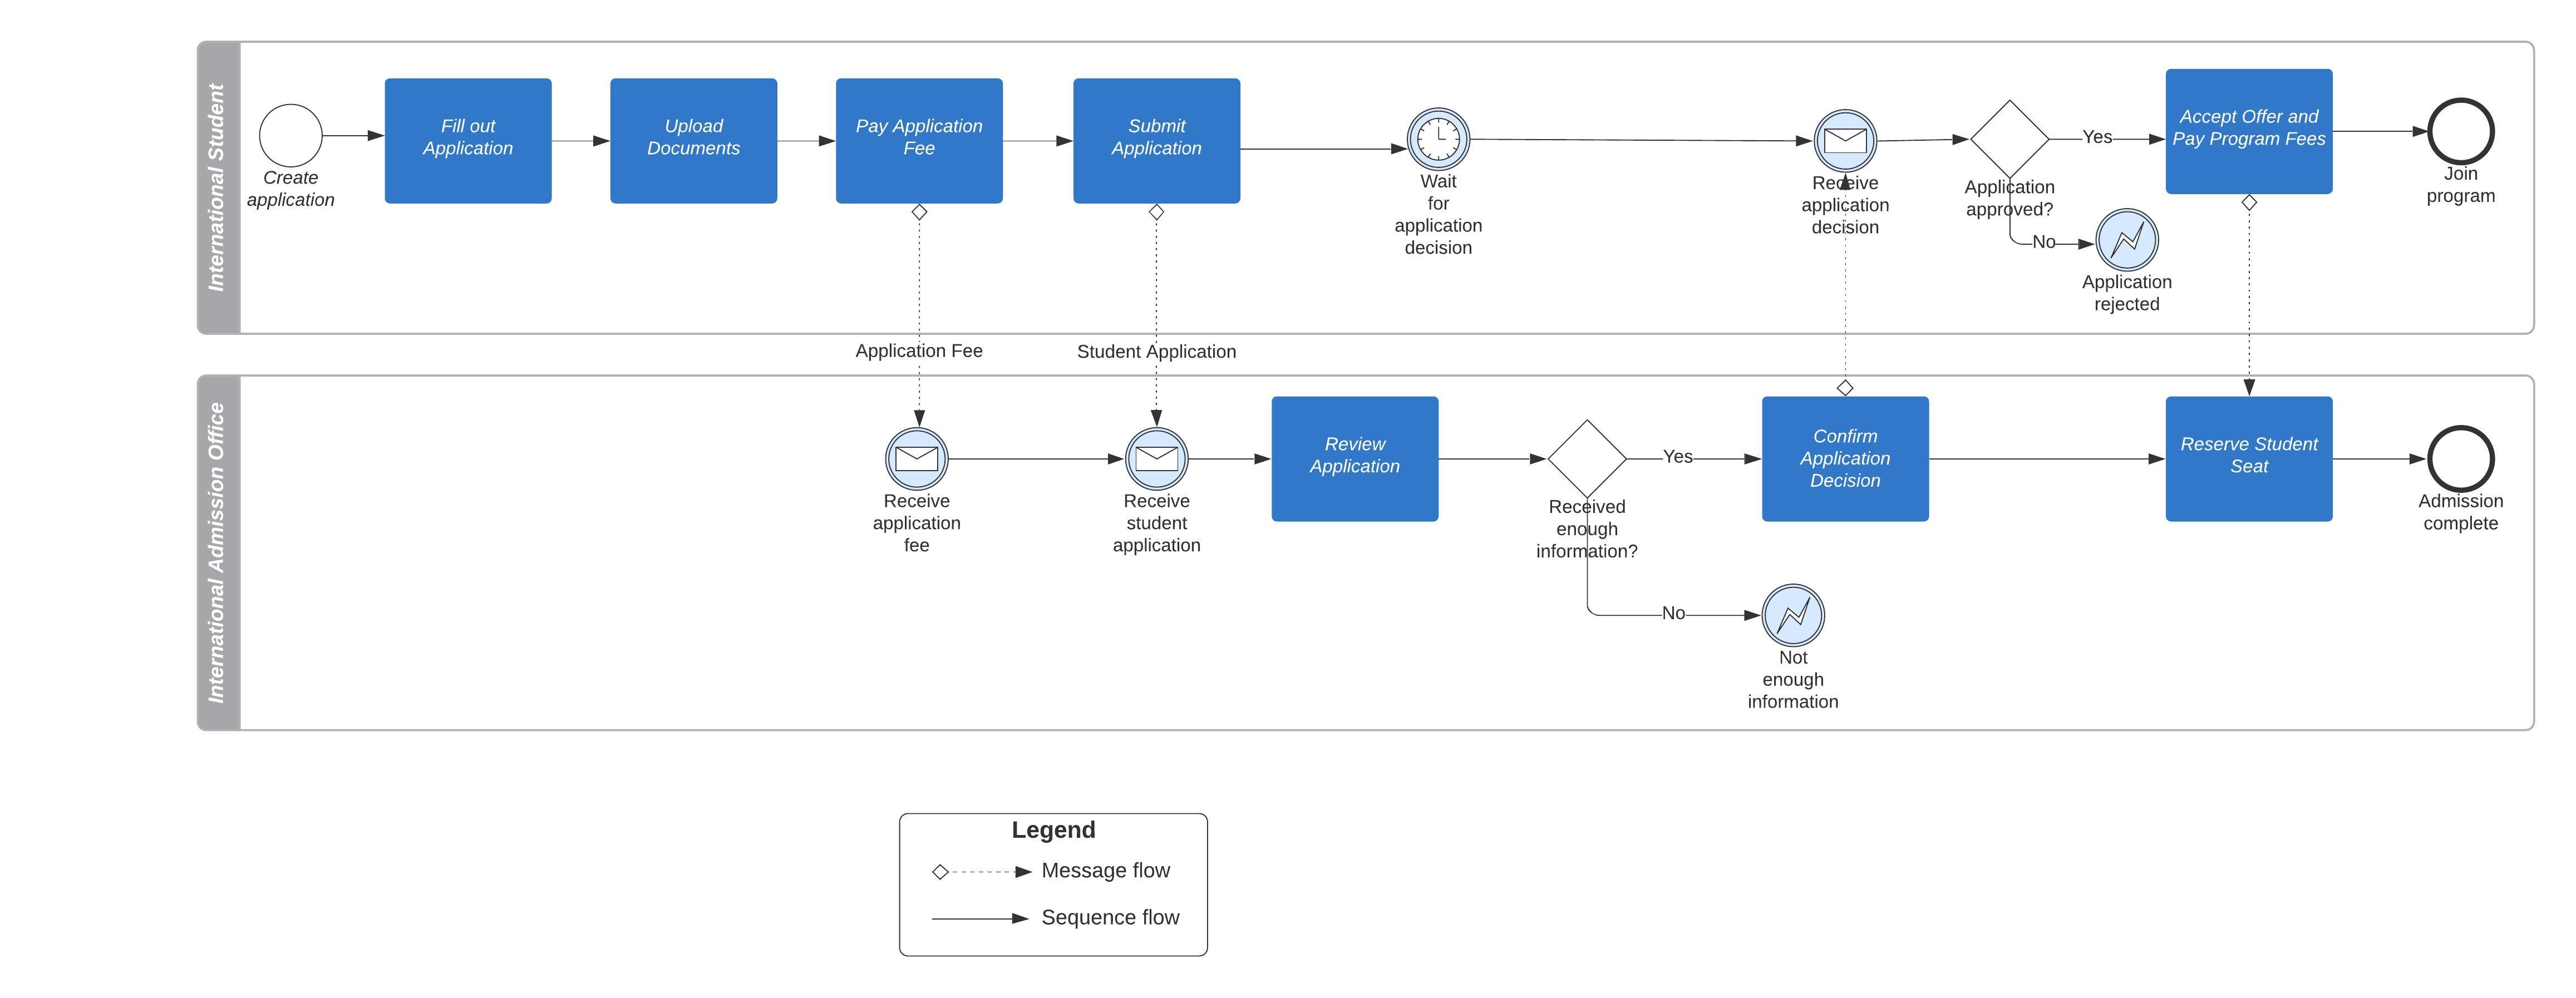 International Student
Create
application
Fill out
Application
Upload
Documents
Pay Application
Fee
Submit
Application
Wait
for
application
decision
Receive
application
decision
Application
approved?
Yes
No
Application
rejected
Accept Offer and
Pay Program Fees
Join
program
Application Fee
Student Application
International Admission Office
Receive
application
fee
Receive
student
application
Review
Application
Received
enough
information?
Yes
No
Not
enough
information
Confirm
Application
Decision
Reserve Student
Seat
Admission
complete
Legend
Message flow
Sequence flow